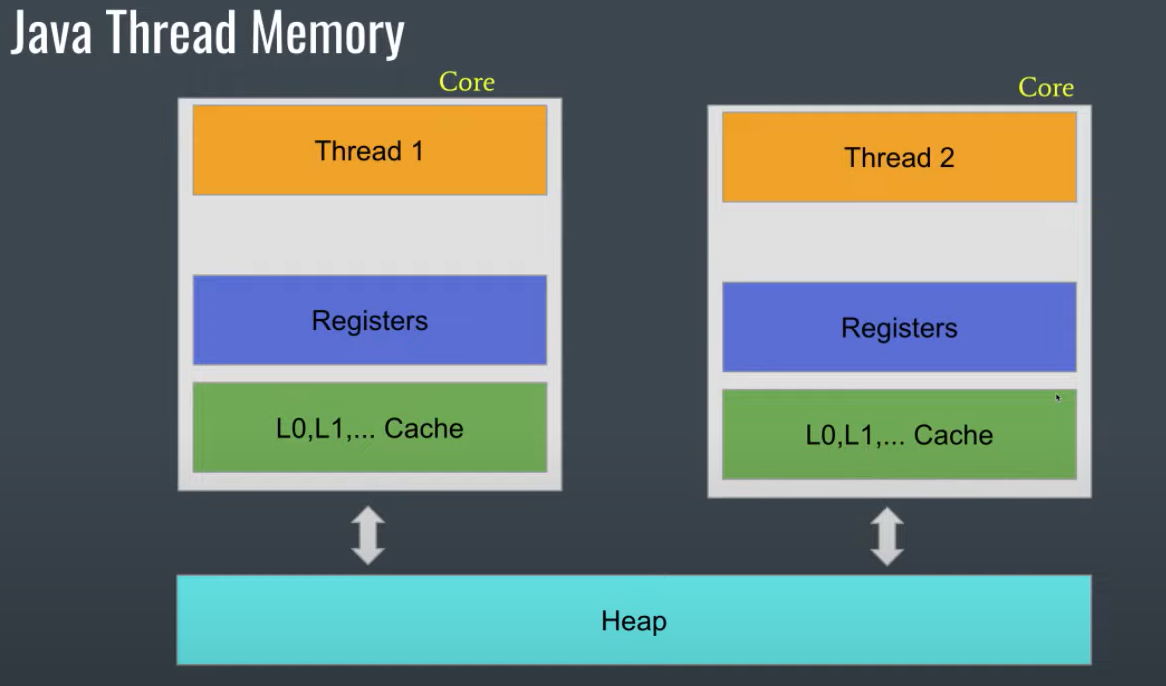 Java Thread Memory
Core
Core
Thread 1
Thread 2
Registers
Registers
L0,L1,... Cache
L0,L1,... Cache
Heap